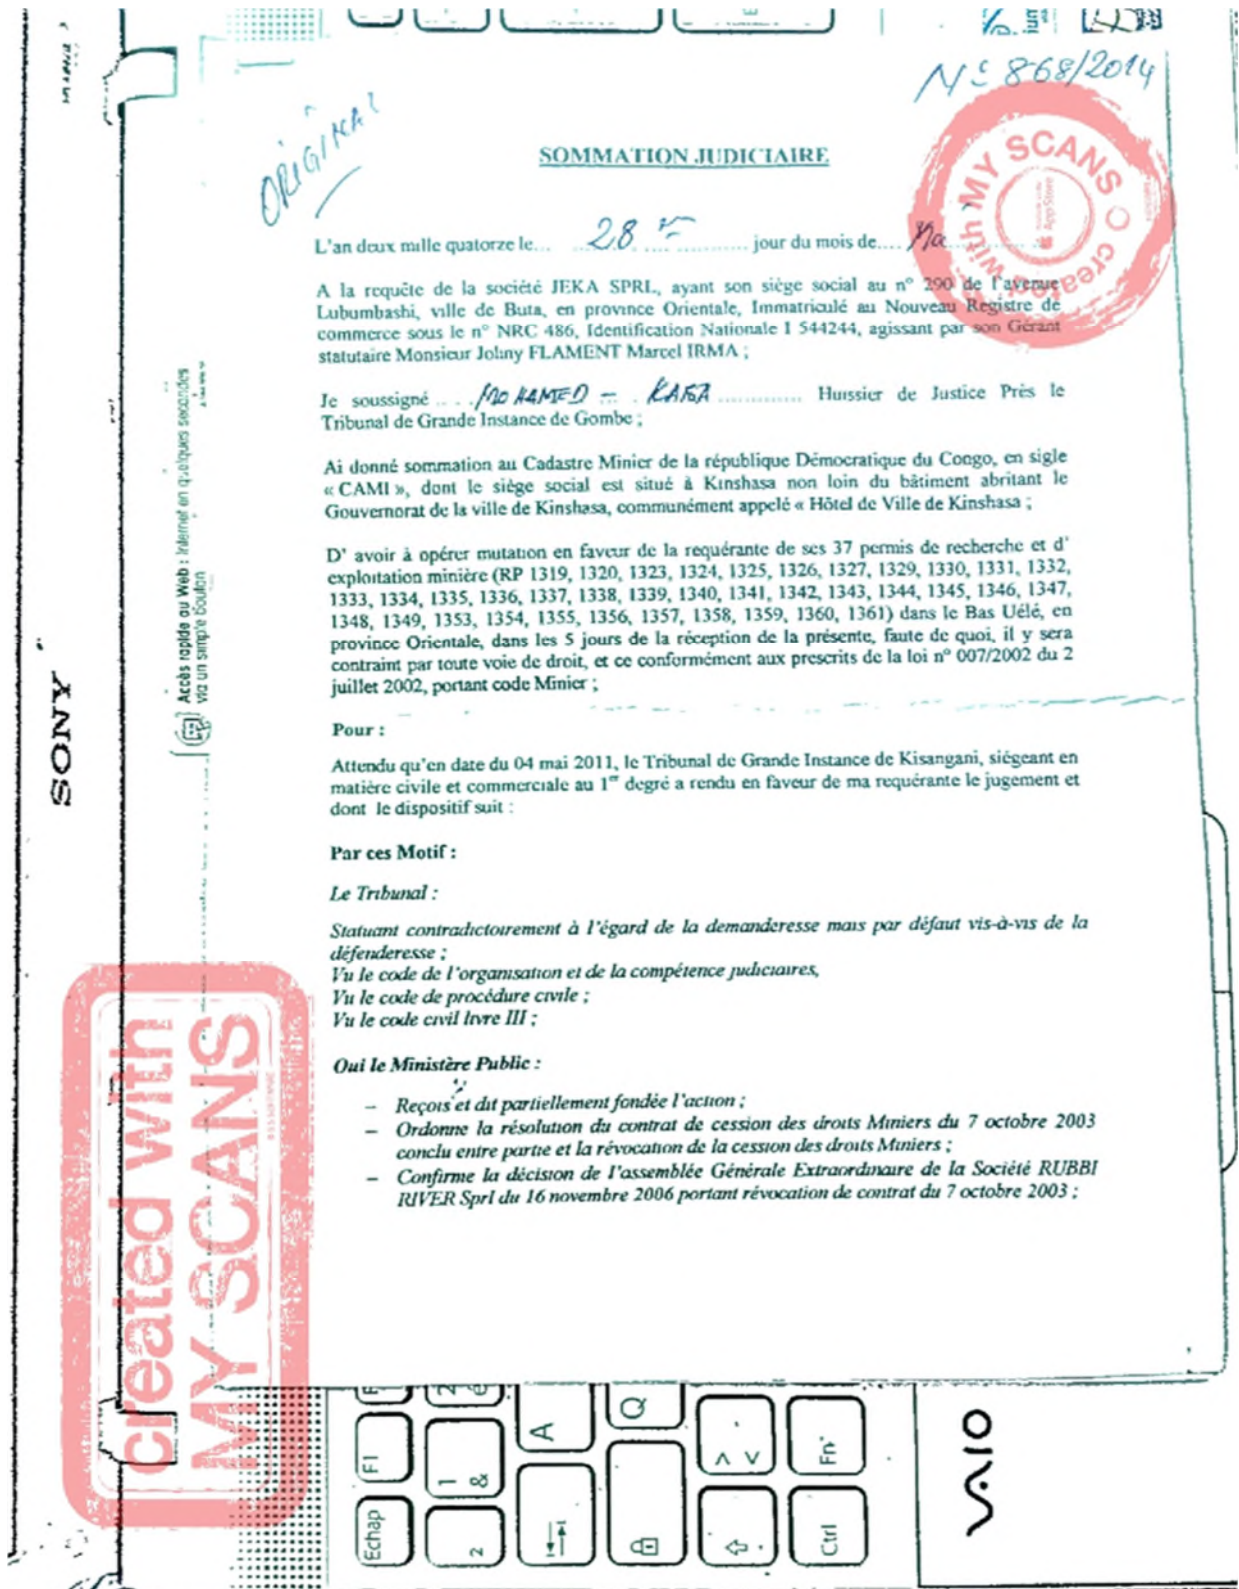 N° 868/2014
ORIGINAL
SOMMATION JUDICIAIRE
L'an deux mille quatorze le... 28 ........... jour du mois de....
A la requête de la société JEKA SPRL, ayant son siège social au n° 290 de l'avenue
Lubumbashi, ville de Buta, en province Orientale, Immatriculé au Nouveau Registre de
commerce sous le n° NRC 486, Identification Nationale I 544244, agissant par son Gérant
statutaire Monsieur Johny FLAMENT Marcel IRMA ;
Je soussigné .... MOHAMED - ............. Huissier de Justice Près le
Tribunal de Grande Instance de Gombe ;
Ai donné sommation au Cadastre Minier de la république Démocratique du Congo, en sigle
« CAMI », dont le siège social est situé à Kinshasa non loin du bâtiment abritant le
Gouvernorat de la ville de Kinshasa, communément appelé « Hôtel de Ville de Kinshasa ;
D' avoir à opérer mutation en faveur de la requérante de ses 37 permis de recherche et d'
exploitation minière (RP 1319, 1320, 1323, 1324, 1325, 1326, 1327, 1329, 1330, 1331, 1332,
1333, 1334, 1335, 1336, 1337, 1338, 1339, 1340, 1341, 1342, 1343, 1344, 1345, 1346, 1347,
1348, 1349, 1353, 1354, 1355, 1356, 1357, 1358, 1359, 1360, 1361) dans le Bas Uélé, en
province Orientale, dans les 5 jours de la réception de la présente, faute de quoi, il y sera
contraint par toute voie de droit, et ce conformément aux prescrits de la loi n° 007/2002 du 2
juillet 2002, portant code Minier ;
Pour :
Attendu qu'en date du 04 mai 2011, le Tribunal de Grande Instance de Kisangani, siégeant en
matière civile et commerciale au 1er degré a rendu en faveur de ma requérante le jugement et
dont le dispositif suit :
Par ces Motif :
Le Tribunal :
Statuant contradictoirement à l'égard de la demanderesse mais par défaut vis-à-vis de la
défenderesse ;
Vu le code de l'organisation et de la compétence judiciaires,
Vu le code de procédure civile ;
Vu le code civil livre III ;
Oui le Ministère Public :
– Reçois et dit partiellement fondée l'action ;
– Ordonne la résolution du contrat de cession des droits Miniers du 7 octobre 2003
conclu entre partie et la révocation de la cession des droits Miniers ;
– Confirme la décision de l'assemblée Générale Extraordinaire de la Société RUBBI
RIVER Sprl du 16 novembre 2006 portant révocation de contrat du 7 octobre 2003 ;
SONY
Accès rapide au Web : Internet en quelques secondes
via un simple bouton
created with
MY SCANS
created with MY SCANS
App Store
Echap
F1
2
1
&
A
Q
>
<
Ctrl
Fn
VAIO